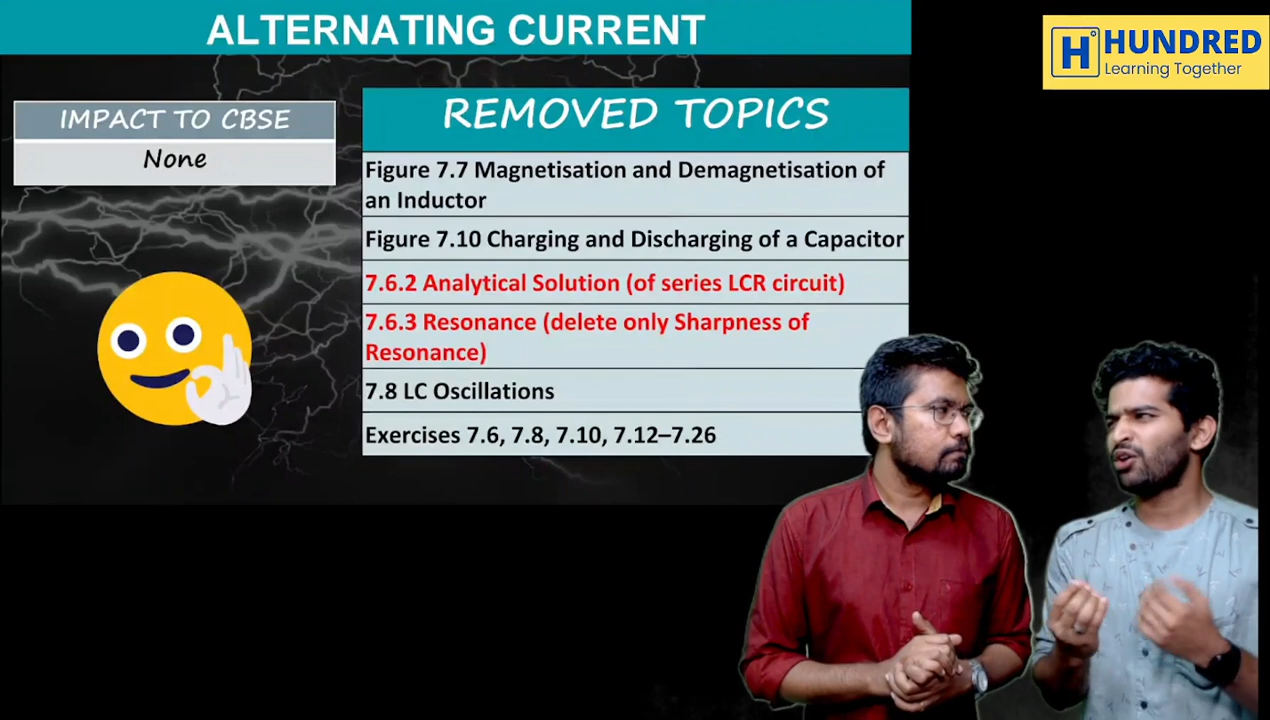 ALTERNATING CURRENT
H° HUNDRED
Learning Together
IMPACT TO CBSE
None
REMOVED TOPICS
Figure 7.7 Magnetisation and Demagnetisation of
an Inductor
Figure 7.10 Charging and Discharging of a Capacitor
7.6.2 Analytical Solution (of series LCR circuit)
7.6.3 Resonance (delete only Sharpness of
Resonance)
7.8 LC Oscillations
Exercises 7.6, 7.8, 7.10, 7.12–7.26